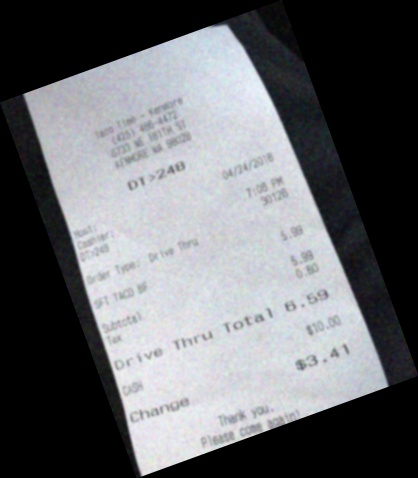 Taco Time - Kenmore
(425) 486-4472
6733 NE 181TH ST
KENMORE WA 98028
DT>248
04/24/2018
Host:
Cashier: 7:08 PM
DT>248 30128
Order Type: Drive Thru
SFT TACO BF 5.99
Subtotal 5.99
Tax 0.60
Drive Thru Total 6.59
CASH $10.00
Change $3.41
Thank you.
Please come again!